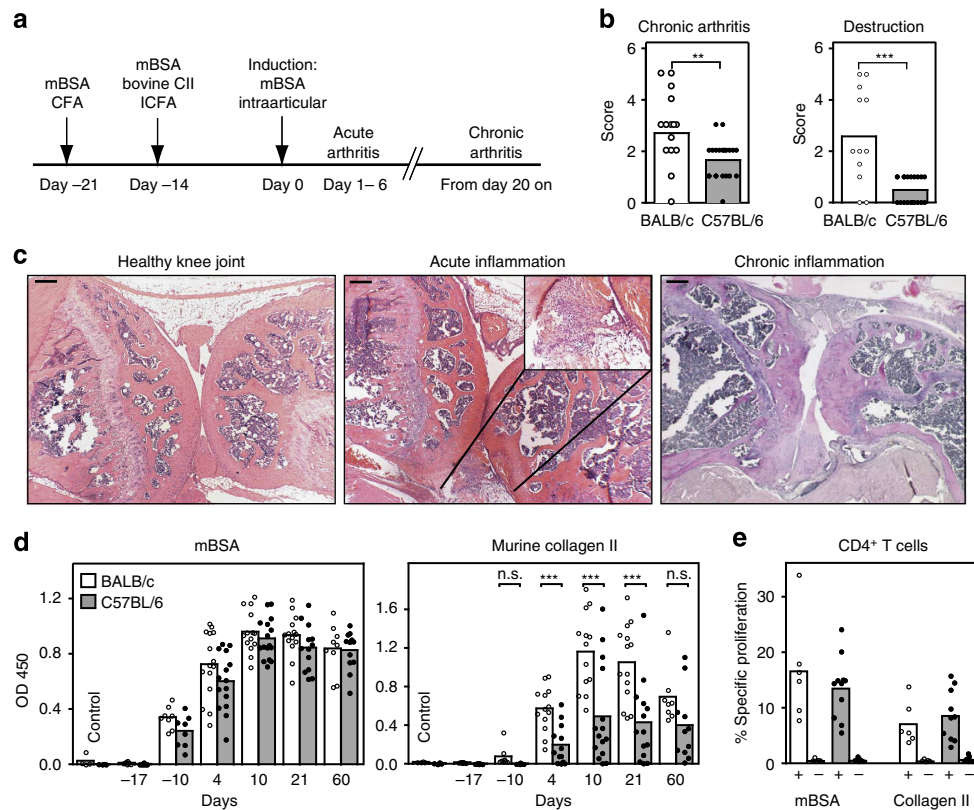 a
mBSA
CFA
mBSA
bovine CII
ICFA
Induction:
mBSA
intraarticular
Acute
arthritis
Chronic
arthritis
Day –21
Day –14
Day 0
Day 1– 6
From day 20 on
b
Chronic arthritis
Score
6
4
2
0
**
BALB/c C57BL/6
Destruction
Score
6
4
2
0
***
BALB/c C57BL/6
c
Healthy knee joint
Acute inflammation
Chronic inflammation
d
mBSA
BALB/c
C57BL/6
OD 450
1.2
0.8
0.4
0.0
Control
–17 –10 4 10 21 60
Days
Murine collagen II
n.s. *** *** *** n.s.
1.6
1.2
0.8
0.4
0.0
Control
–17 –10 4 10 21 60
Days
e
CD4+ T cells
% Specific proliferation
30
20
10
0
+ – + – + – + –
mBSA Collagen II